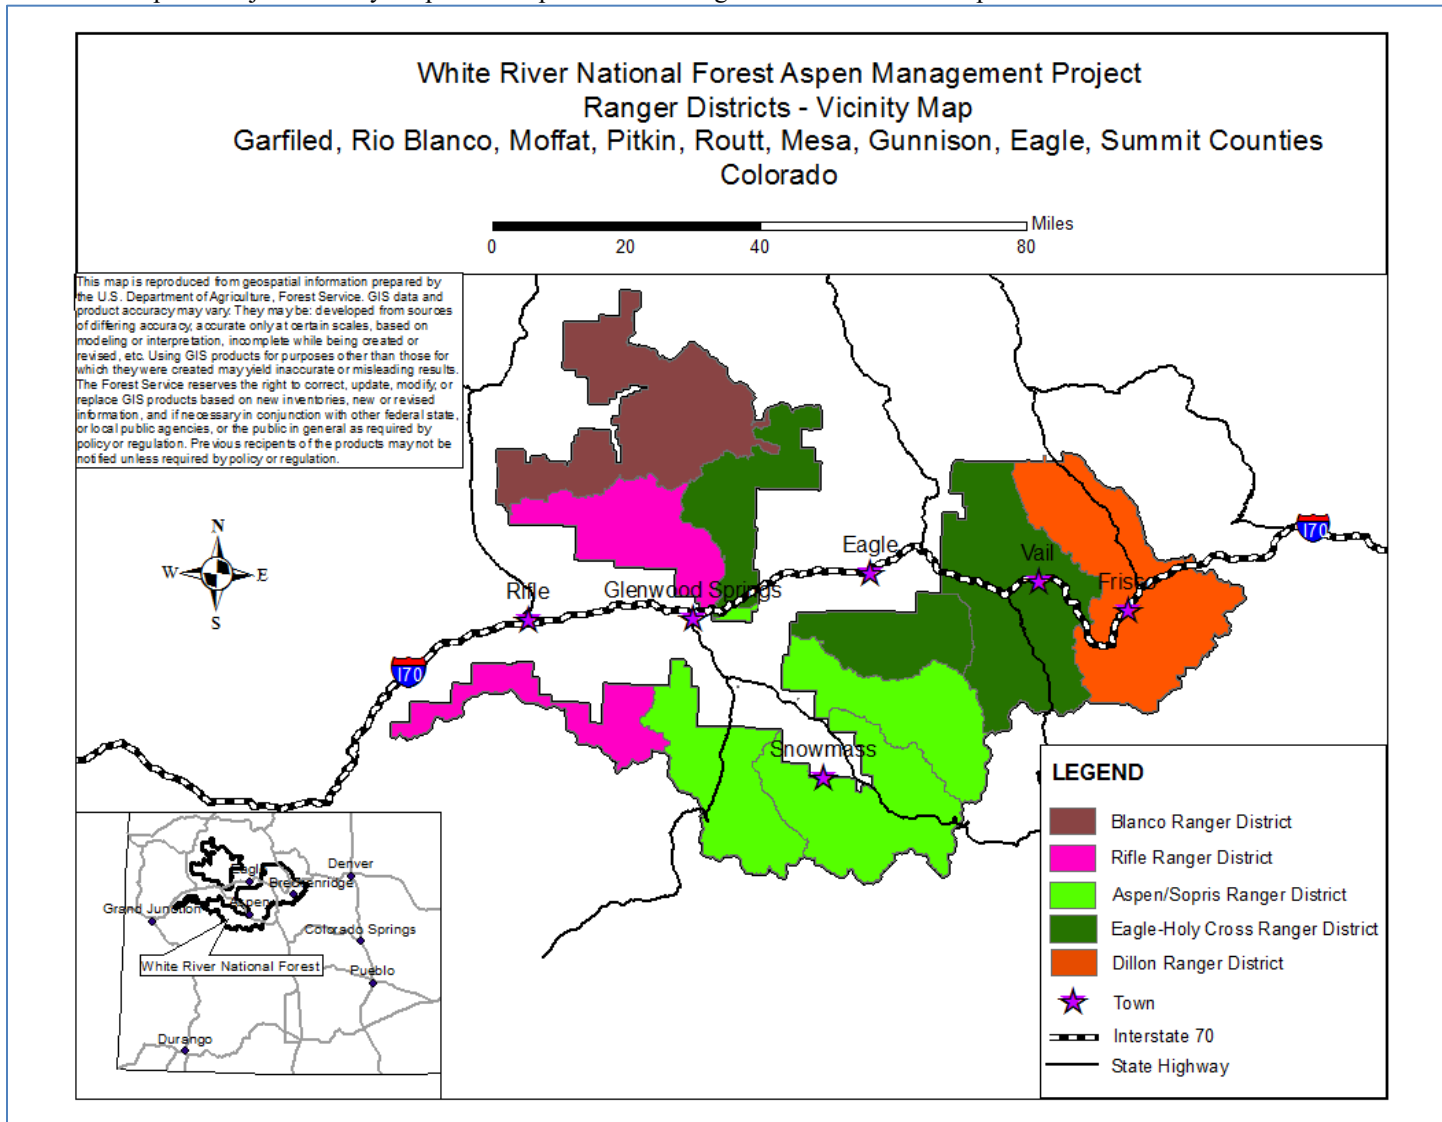 White River National Forest Aspen Management Project
Ranger Districts - Vicinity Map
Garfiled, Rio Blanco, Moffat, Pitkin, Routt, Mesa, Gunnison, Eagle, Summit Counties
Colorado
Miles
0 20 40 80
This map is reproduced from geospatial information prepared by
the U.S. Department of Agriculture, Forest Service. GIS data and
product accuracy may vary. They may be: developed from sources
of differing accuracy, accurate only at certain scales, based on
modeling or interpretation, incomplete while being created or
revised, etc. Using GIS products for purposes other than those for
which they were created may yield inaccurate or misleading results.
The Forest Service reserves the right to correct, update, modify, or
replace GIS products based on new inventories, new or revised
information, and if necessary in conjunction with other federal state,
or local public agencies, or the public in general as required by
policy or regulation. Previous recipents of the products may not be
notified unless required by policy or regulation.
N
W E
S
I70
Eagle
Vail
Frisco
Rifle
Glenwood Springs
I70
Snowmass
LEGEND
Blanco Ranger District
Rifle Ranger District
Aspen/Sopris Ranger District
Eagle-Holy Cross Ranger District
Dillon Ranger District
Town
Interstate 70
State Highway
Eagle
Denver
Breckenridge
Aspen
Grand Junction
Colorado Springs
White River National Forest
Pueblo
Durango